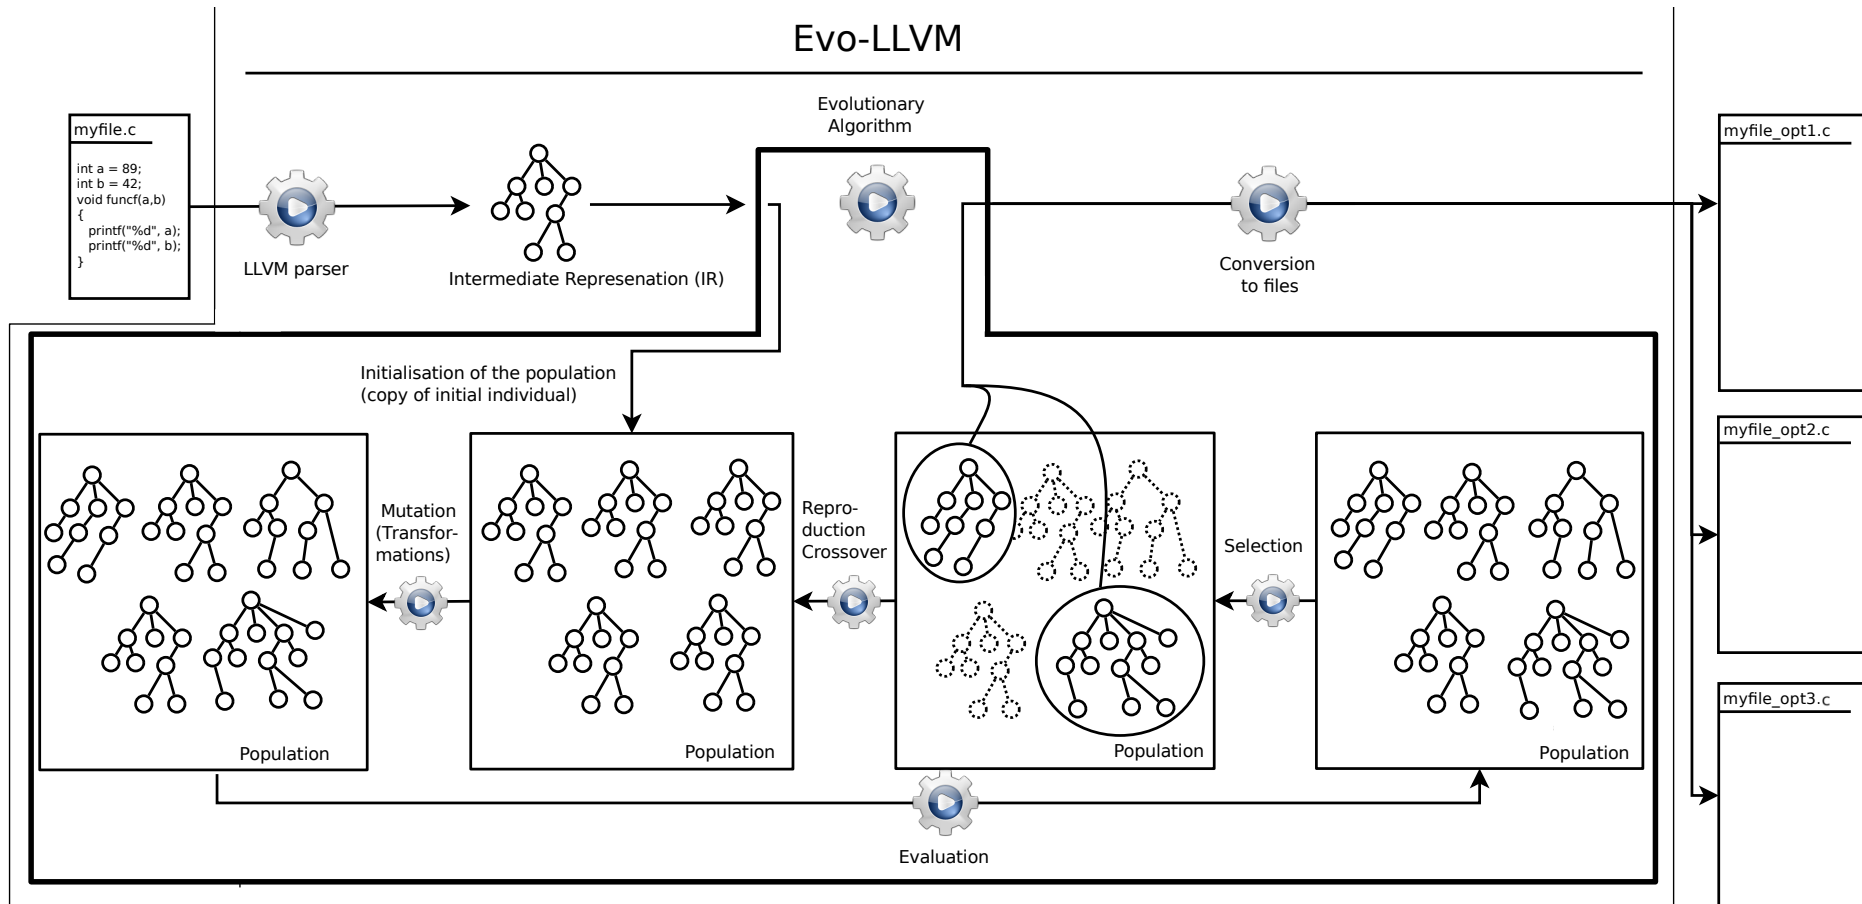 Evo-LLVM
myfile.c
int a = 89;
int b = 42;
void funcf(a,b)
{
printf("%d", a);
printf("%d", b);
}
LLVM parser
Intermediate Represenation (IR)
Evolutionary
Algorithm
Conversion
to files
myfile_opt1.c
myfile_opt2.c
myfile_opt3.c
Initialisation of the population
(copy of initial individual)
Population
Mutation
(Transfor-
mations)
Population
Repro-
duction
Crossover
Population
Selection
Population
Evaluation